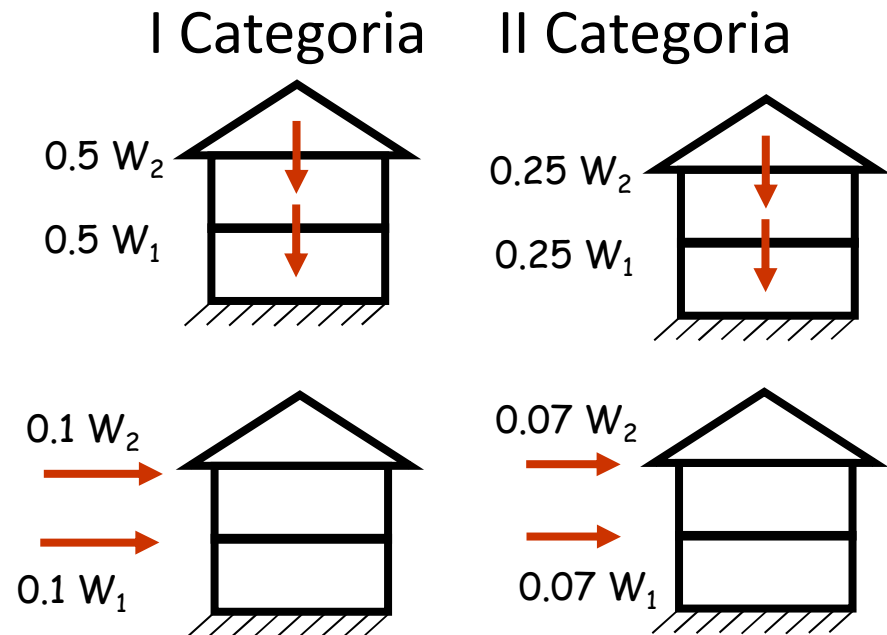 I Categoria II Categoria
0.5 W₂
0.5 W₁
0.25 W₂
0.25 W₁
0.1 W₂
0.1 W₁
0.07 W₂
0.07 W₁